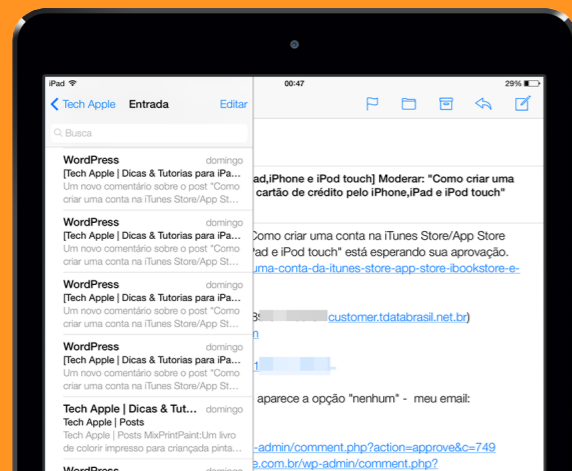 iPad
00:47
29%
Tech Apple
Entrada
Editar
Busca
WordPress domingo
[Tech Apple | Dicas & Tutorias para iPa...
Um novo comentário sobre o post "Como
criar uma conta na iTunes Store/App St...
WordPress domingo
[Tech Apple | Dicas & Tutorias para iPa...
Um novo comentário sobre o post "Como
criar uma conta na iTunes Store/App St...
WordPress domingo
[Tech Apple | Dicas & Tutorias para iPa...
Um novo comentário sobre o post "Como
criar uma conta na iTunes Store/App St...
WordPress domingo
[Tech Apple | Dicas & Tutorias para iPa...
Um novo comentário sobre o post "Como
criar uma conta na iTunes Store/App St...
Tech Apple | Dicas & Tut... domingo
Tech Apple | Posts
Tech Apple | Posts MixPrintPaint:Um livro
de colorir impresso para criançada pinta...
WordPress domingo
ad,iPhone e iPod touch] Moderar: "Como criar uma
cartão de crédito pelo iPhone,iPad e iPod touch"
Como criar uma conta na iTunes Store/App Store
Pad e iPod touch" está esperando sua aprovação.
uma-conta-da-itunes-store-app-store-ibookstore-e-
customer.tdatabrasil.net.br)
aparece a opção "nenhum" - meu email:
-admin/comment.php?action=approve&c=749
e.com.br/wp-admin/comment.php?